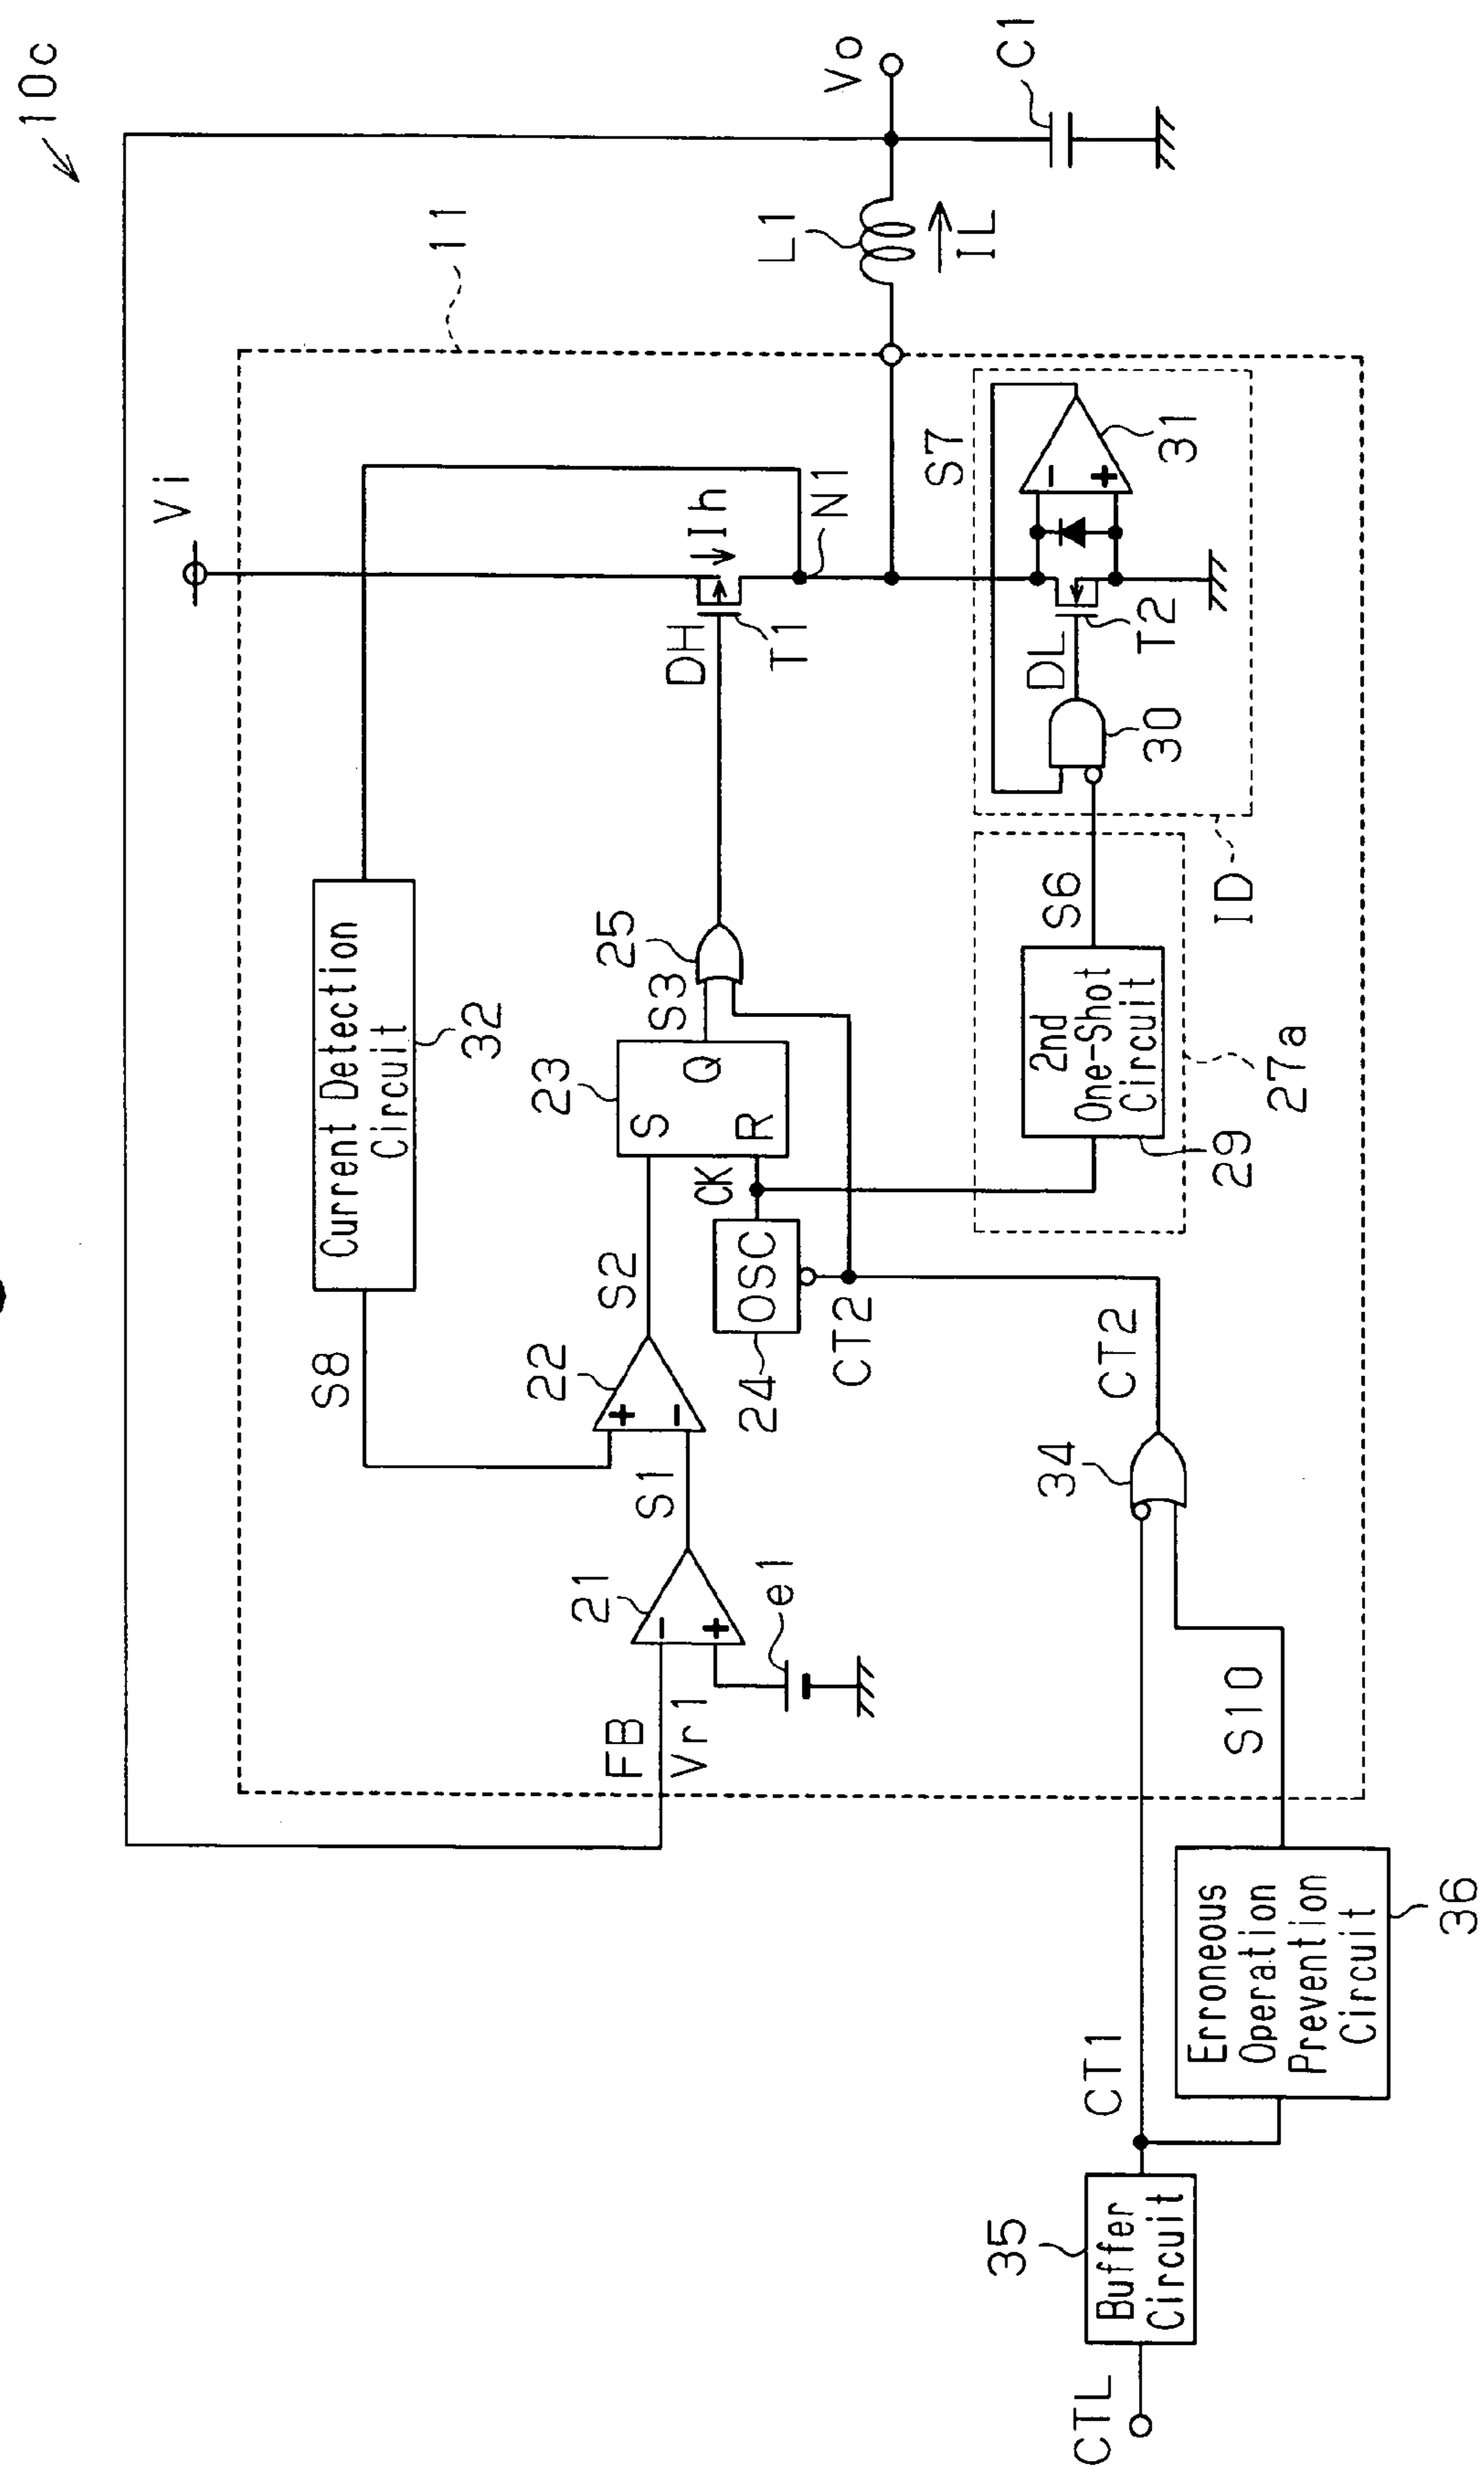 10c
11
Vi
Vo
C1
L1
IL
Current Detection
Circuit
32
S8
Ih
N1
DH
T1
25
S3
23
S
Q
R
CK
S2
22
+
−
OSC
24
CT2
S1
21
−
+
e1
FB
Vr1
S7
31
−
+
T2
DL
30
ID
S6
2nd
One-Shot
Circuit
29
27a
CT2
34
S10
CT1
Erroneous
Operation
Prevention
Circuit
36
35
Buffer
Circuit
CTL